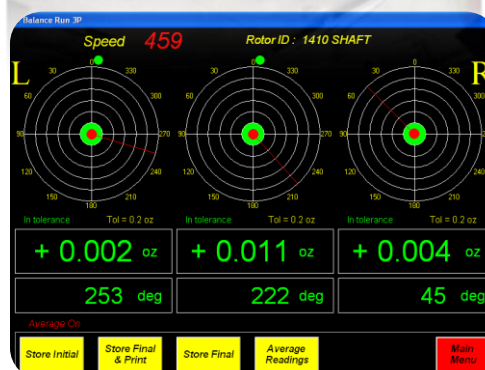 Balance Run 3P
Speed 459 Rotor ID : 1410 SHAFT
L R
30 0 330 30 0 330 30 0 330
60 300 60 300 60 300
90 270 90 270 90 270
120 240 120 240 120 240
150 180 210 150 180 210 150 180 210
In tolerance Tol = 0.2 oz In tolerance Tol = 0.2 oz In tolerance Tol = 0.2 oz
+ 0.002 oz + 0.011 oz + 0.004 oz
253 deg 222 deg 45 deg
Average On
Store Initial Store Final & Print Store Final Average Readings Main Menu